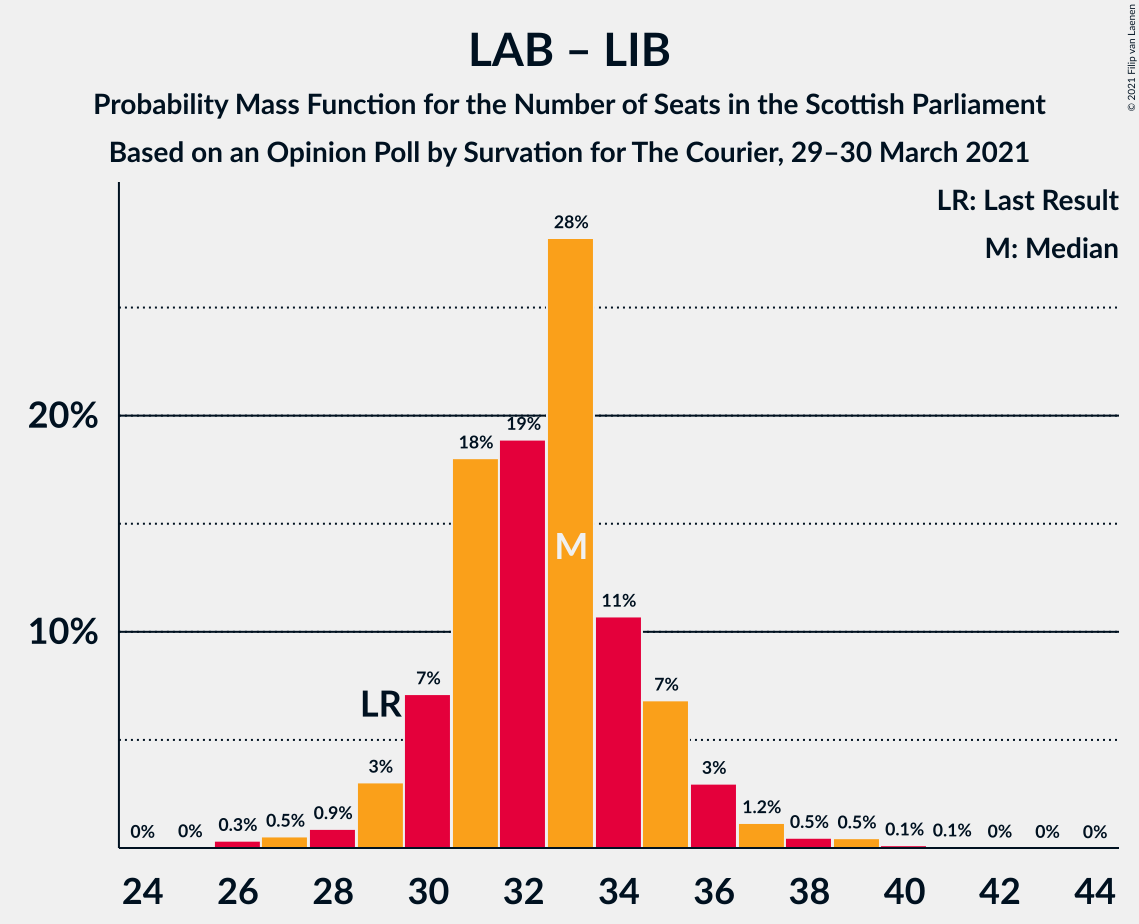 LAB – LIB
Probability Mass Function for the Number of Seats in the Scottish Parliament
Based on an Opinion Poll by Survation for The Courier, 29–30 March 2021
© 2021 Filip van Laenen
LR: Last Result
M: Median
28%
20%
19%
18%
M
11%
10%
7%
7%
LR
3%
3%
1.2%
0% 0% 0.3% 0.5% 0.9% 0.5% 0.5% 0.1% 0.1% 0% 0% 0%
24 26 28 30 32 34 36 38 40 42 44